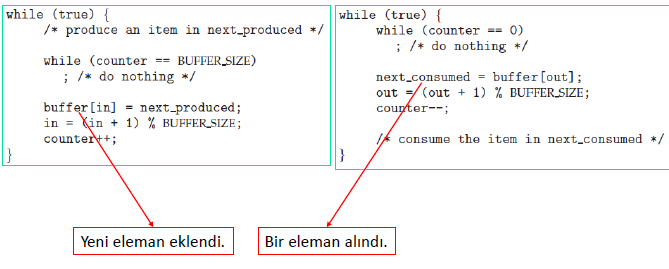 while (true) {
/* produce an item in next_produced */
while (counter == BUFFER_SIZE)
; /* do nothing */
buffer[in] = next_produced;
in = (in + 1) % BUFFER_SIZE;
counter++;
}
while (true) {
while (counter == 0)
; /* do nothing */
next_consumed = buffer[out];
out = (out + 1) % BUFFER_SIZE;
counter--;
/* consume the item in next_consumed */
}
Yeni eleman eklendi.
Bir eleman alındı.